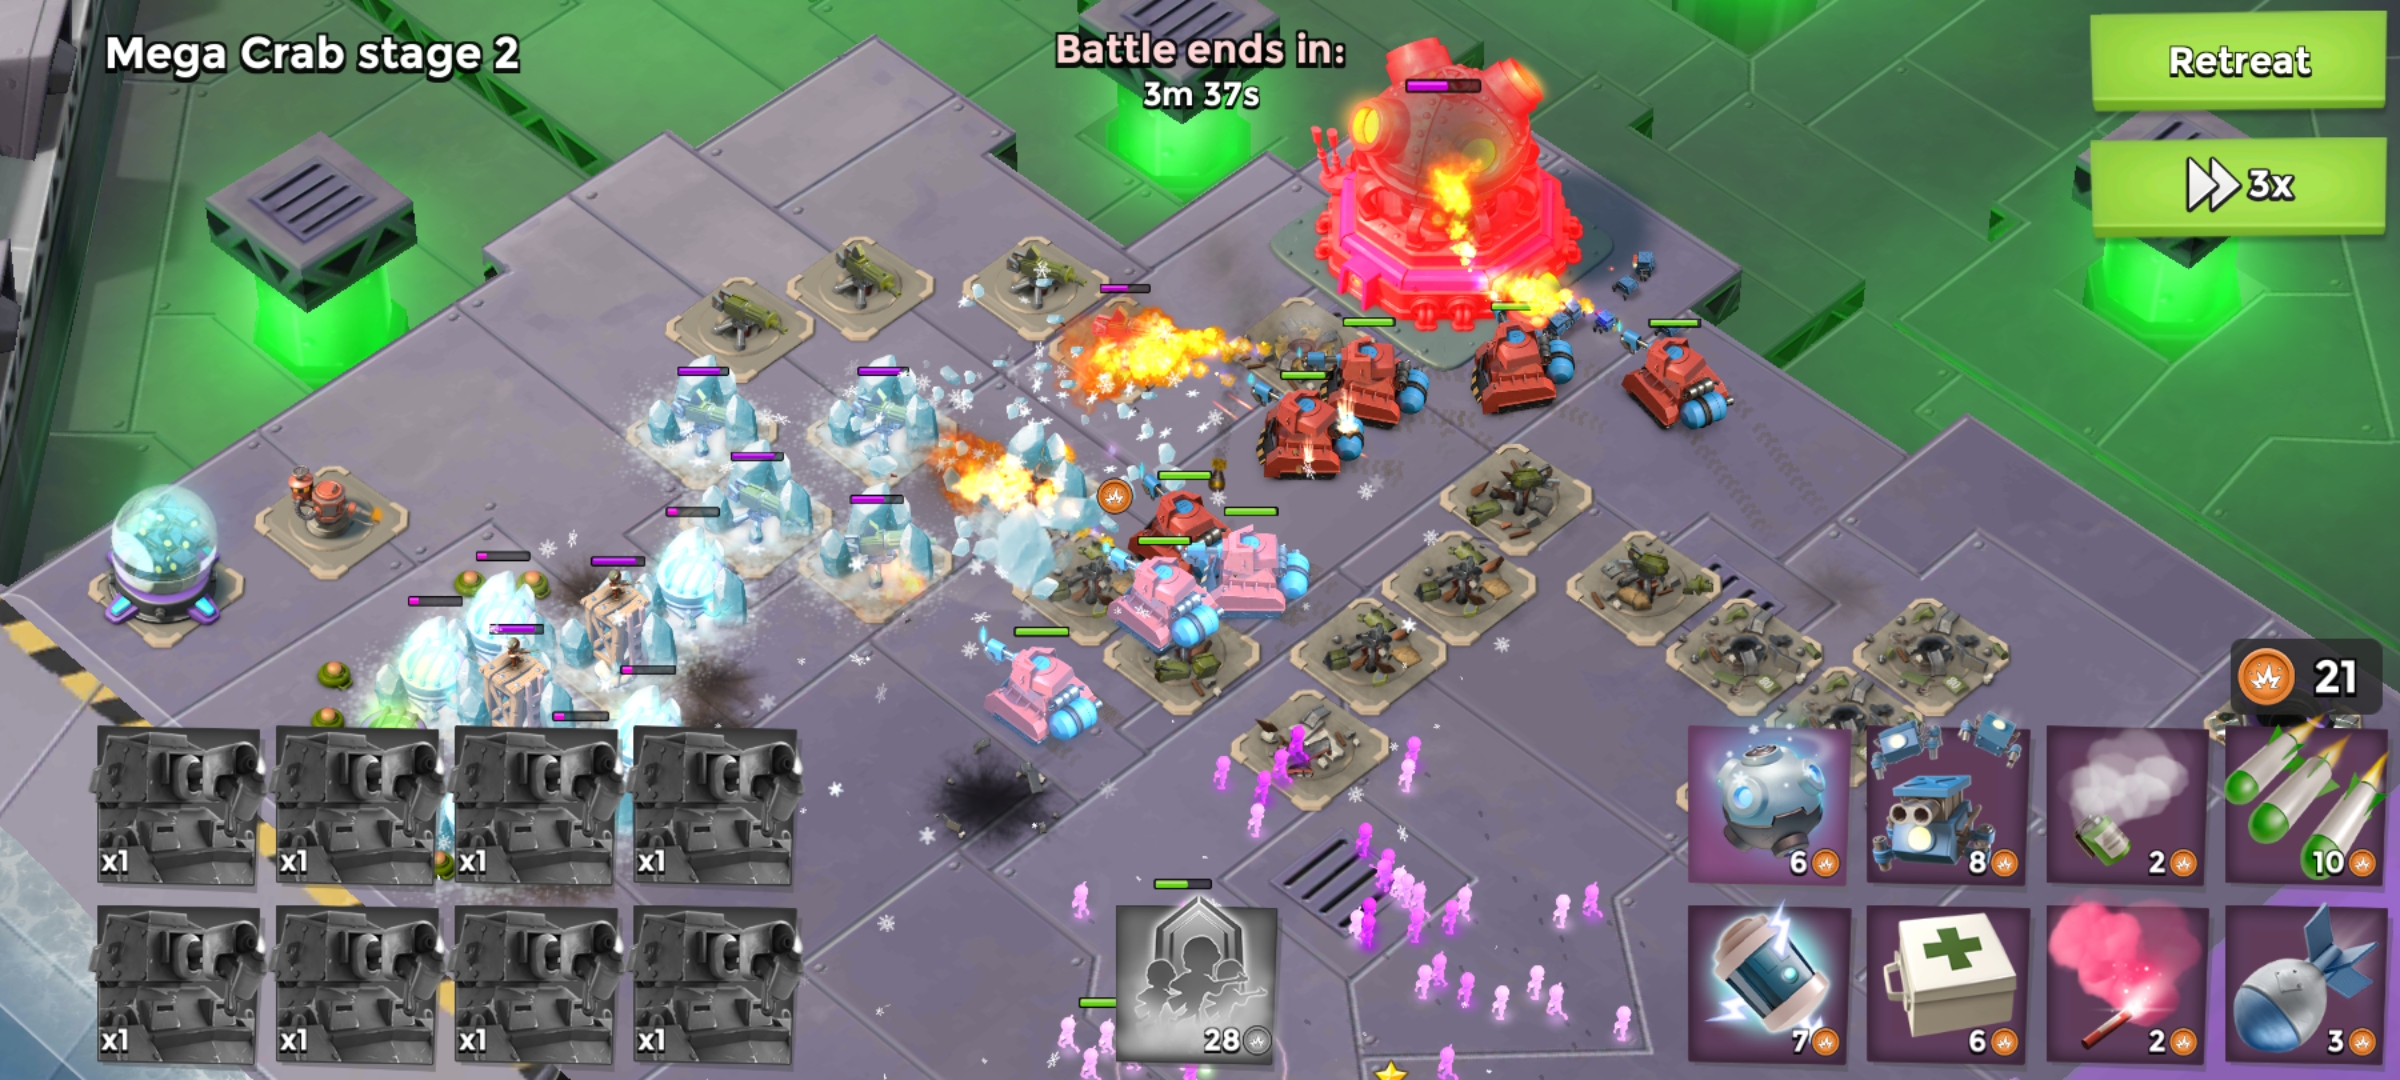 Mega Crab stage 2
Battle ends in:
3m 37s
Retreat
3x
21
x1
x1
x1
x1
6
8
2
10
x1
x1
x1
x1
28
7
6
2
3